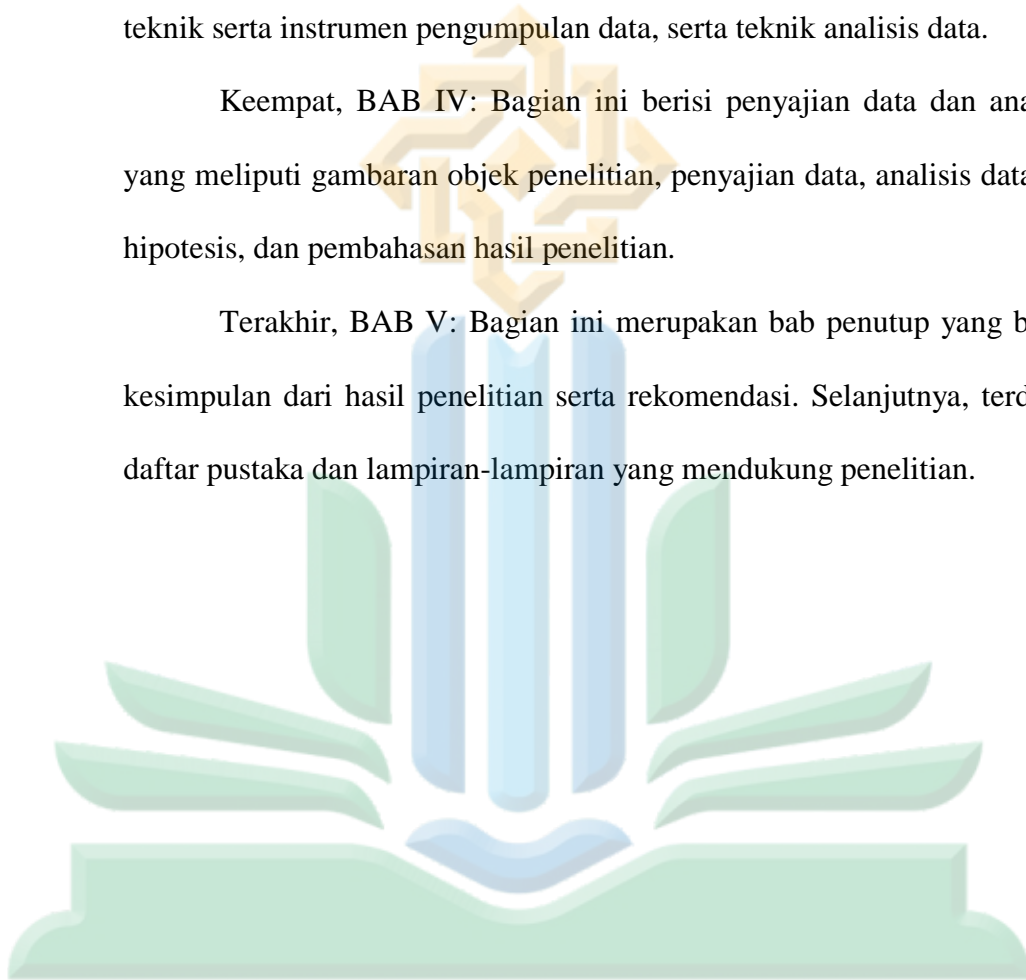 teknik serta instrumen pengumpulan data, serta teknik analisis data.
Keempat, BAB IV: Bagian ini berisi penyajian data dan ana
yang meliputi gambaran objek penelitian, penyajian data, analisis data
hipotesis, dan pembahasan hasil penelitian.
Terakhir, BAB V: Bagian ini merupakan bab penutup yang b
kesimpulan dari hasil penelitian serta rekomendasi. Selanjutnya, terd
daftar pustaka dan lampiran-lampiran yang mendukung penelitian.